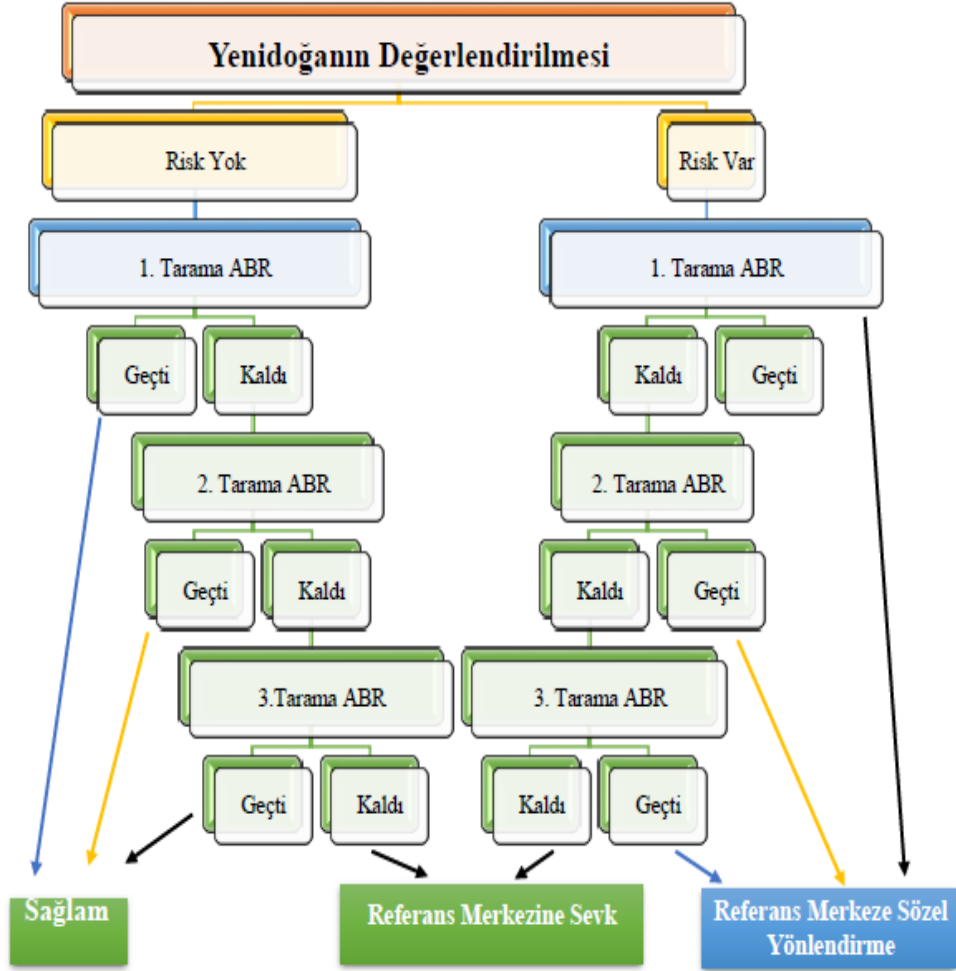 Yenidoğanın Değerlendirilmesi
Risk Yok
Risk Var
1. Tarama ABR
1. Tarama ABR
Geçti
Kaldı
Kaldı
Geçti
2. Tarama ABR
2. Tarama ABR
Geçti
Kaldı
Kaldı
Geçti
3.Tarama ABR
3. Tarama ABR
Geçti
Kaldı
Kaldı
Geçti
Sağlam
Referans Merkezine Sevk
Referans Merkeze Sözel
Yönlendirme